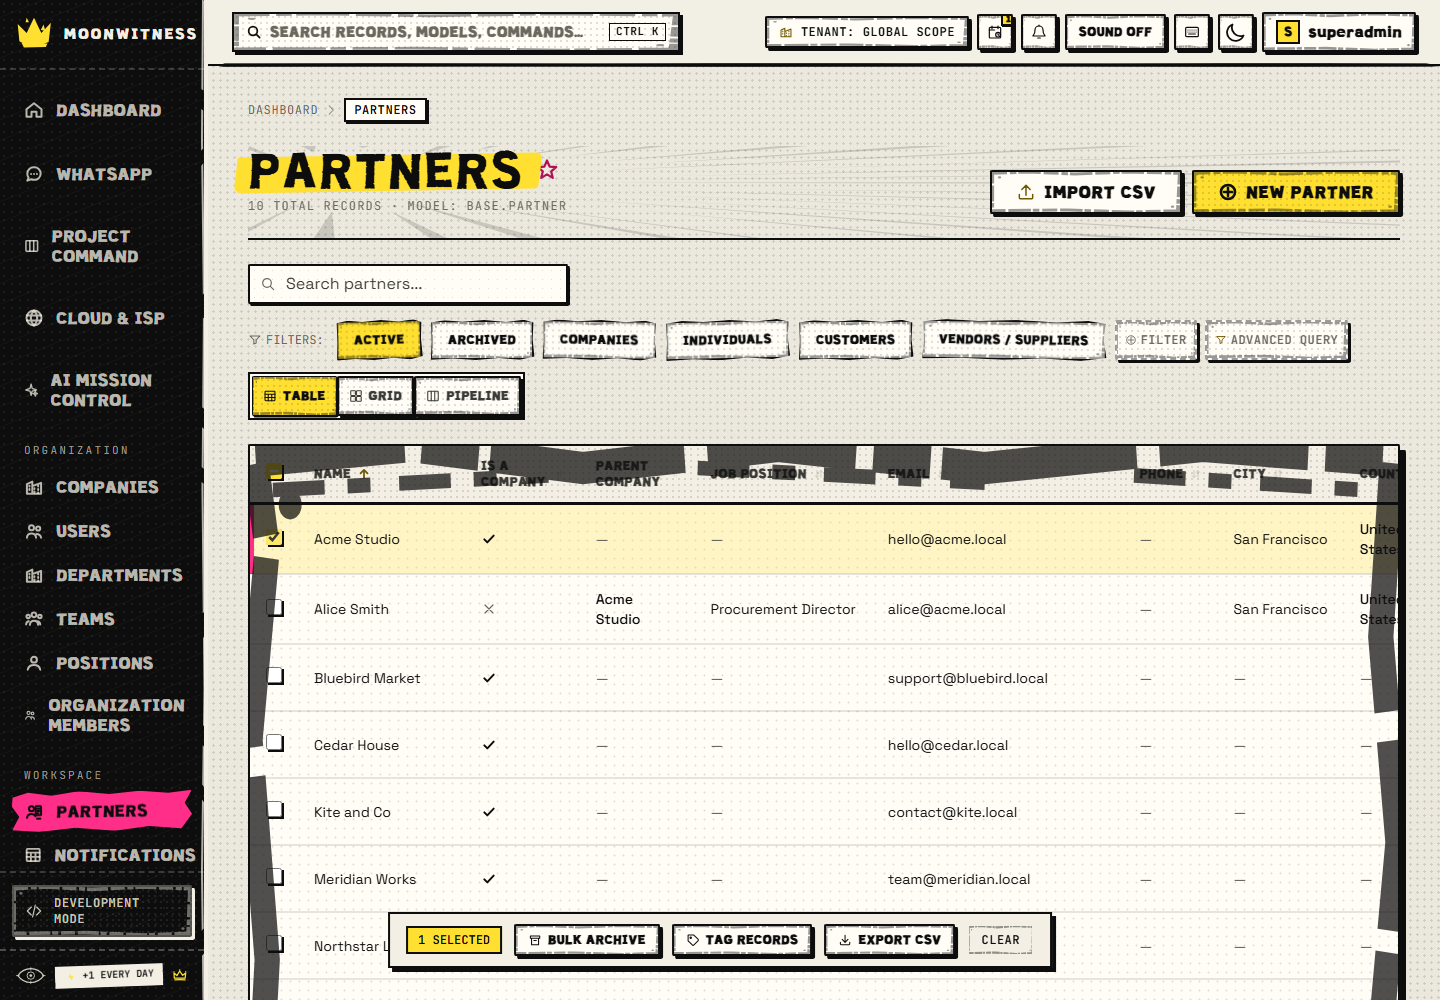 MOONWITNESS
SEARCH RECORDS, MODELS, COMMANDS…
CTRL K
TENANT: GLOBAL SCOPE
SOUND OFF
S
superadmin
DASHBOARD
WHATSAPP
PROJECT
COMMAND
CLOUD & ISP
AI MISSION
CONTROL
ORGANIZATION
COMPANIES
USERS
DEPARTMENTS
TEAMS
POSITIONS
ORGANIZATION
MEMBERS
WORKSPACE
PARTNERS
NOTIFICATIONS
DEVELOPMENT
MODE
+1 EVERY DAY
DASHBOARD
PARTNERS
PARTNERS
10 TOTAL RECORDS · MODEL: BASE.PARTNER
IMPORT CSV
NEW PARTNER
Search partners...
FILTERS:
ACTIVE
ARCHIVED
COMPANIES
INDIVIDUALS
CUSTOMERS
VENDORS / SUPPLIERS
FILTER
ADVANCED QUERY
TABLE
GRID
PIPELINE
NAME
IS A
COMPANY
PARENT
COMPANY
JOB POSITION
EMAIL
PHONE
CITY
COUNT
Acme Studio — — hello@acme.local — San Francisco United
States
Alice Smith Acme
Studio Procurement Director alice@acme.local — San Francisco United
States
Bluebird Market — — support@bluebird.local — — —
Cedar House — — hello@cedar.local — — —
Kite and Co — — contact@kite.local — — —
Meridian Works — — team@meridian.local — — —
Northstar L — — —
1 SELECTED
BULK ARCHIVE
TAG RECORDS
EXPORT CSV
CLEAR